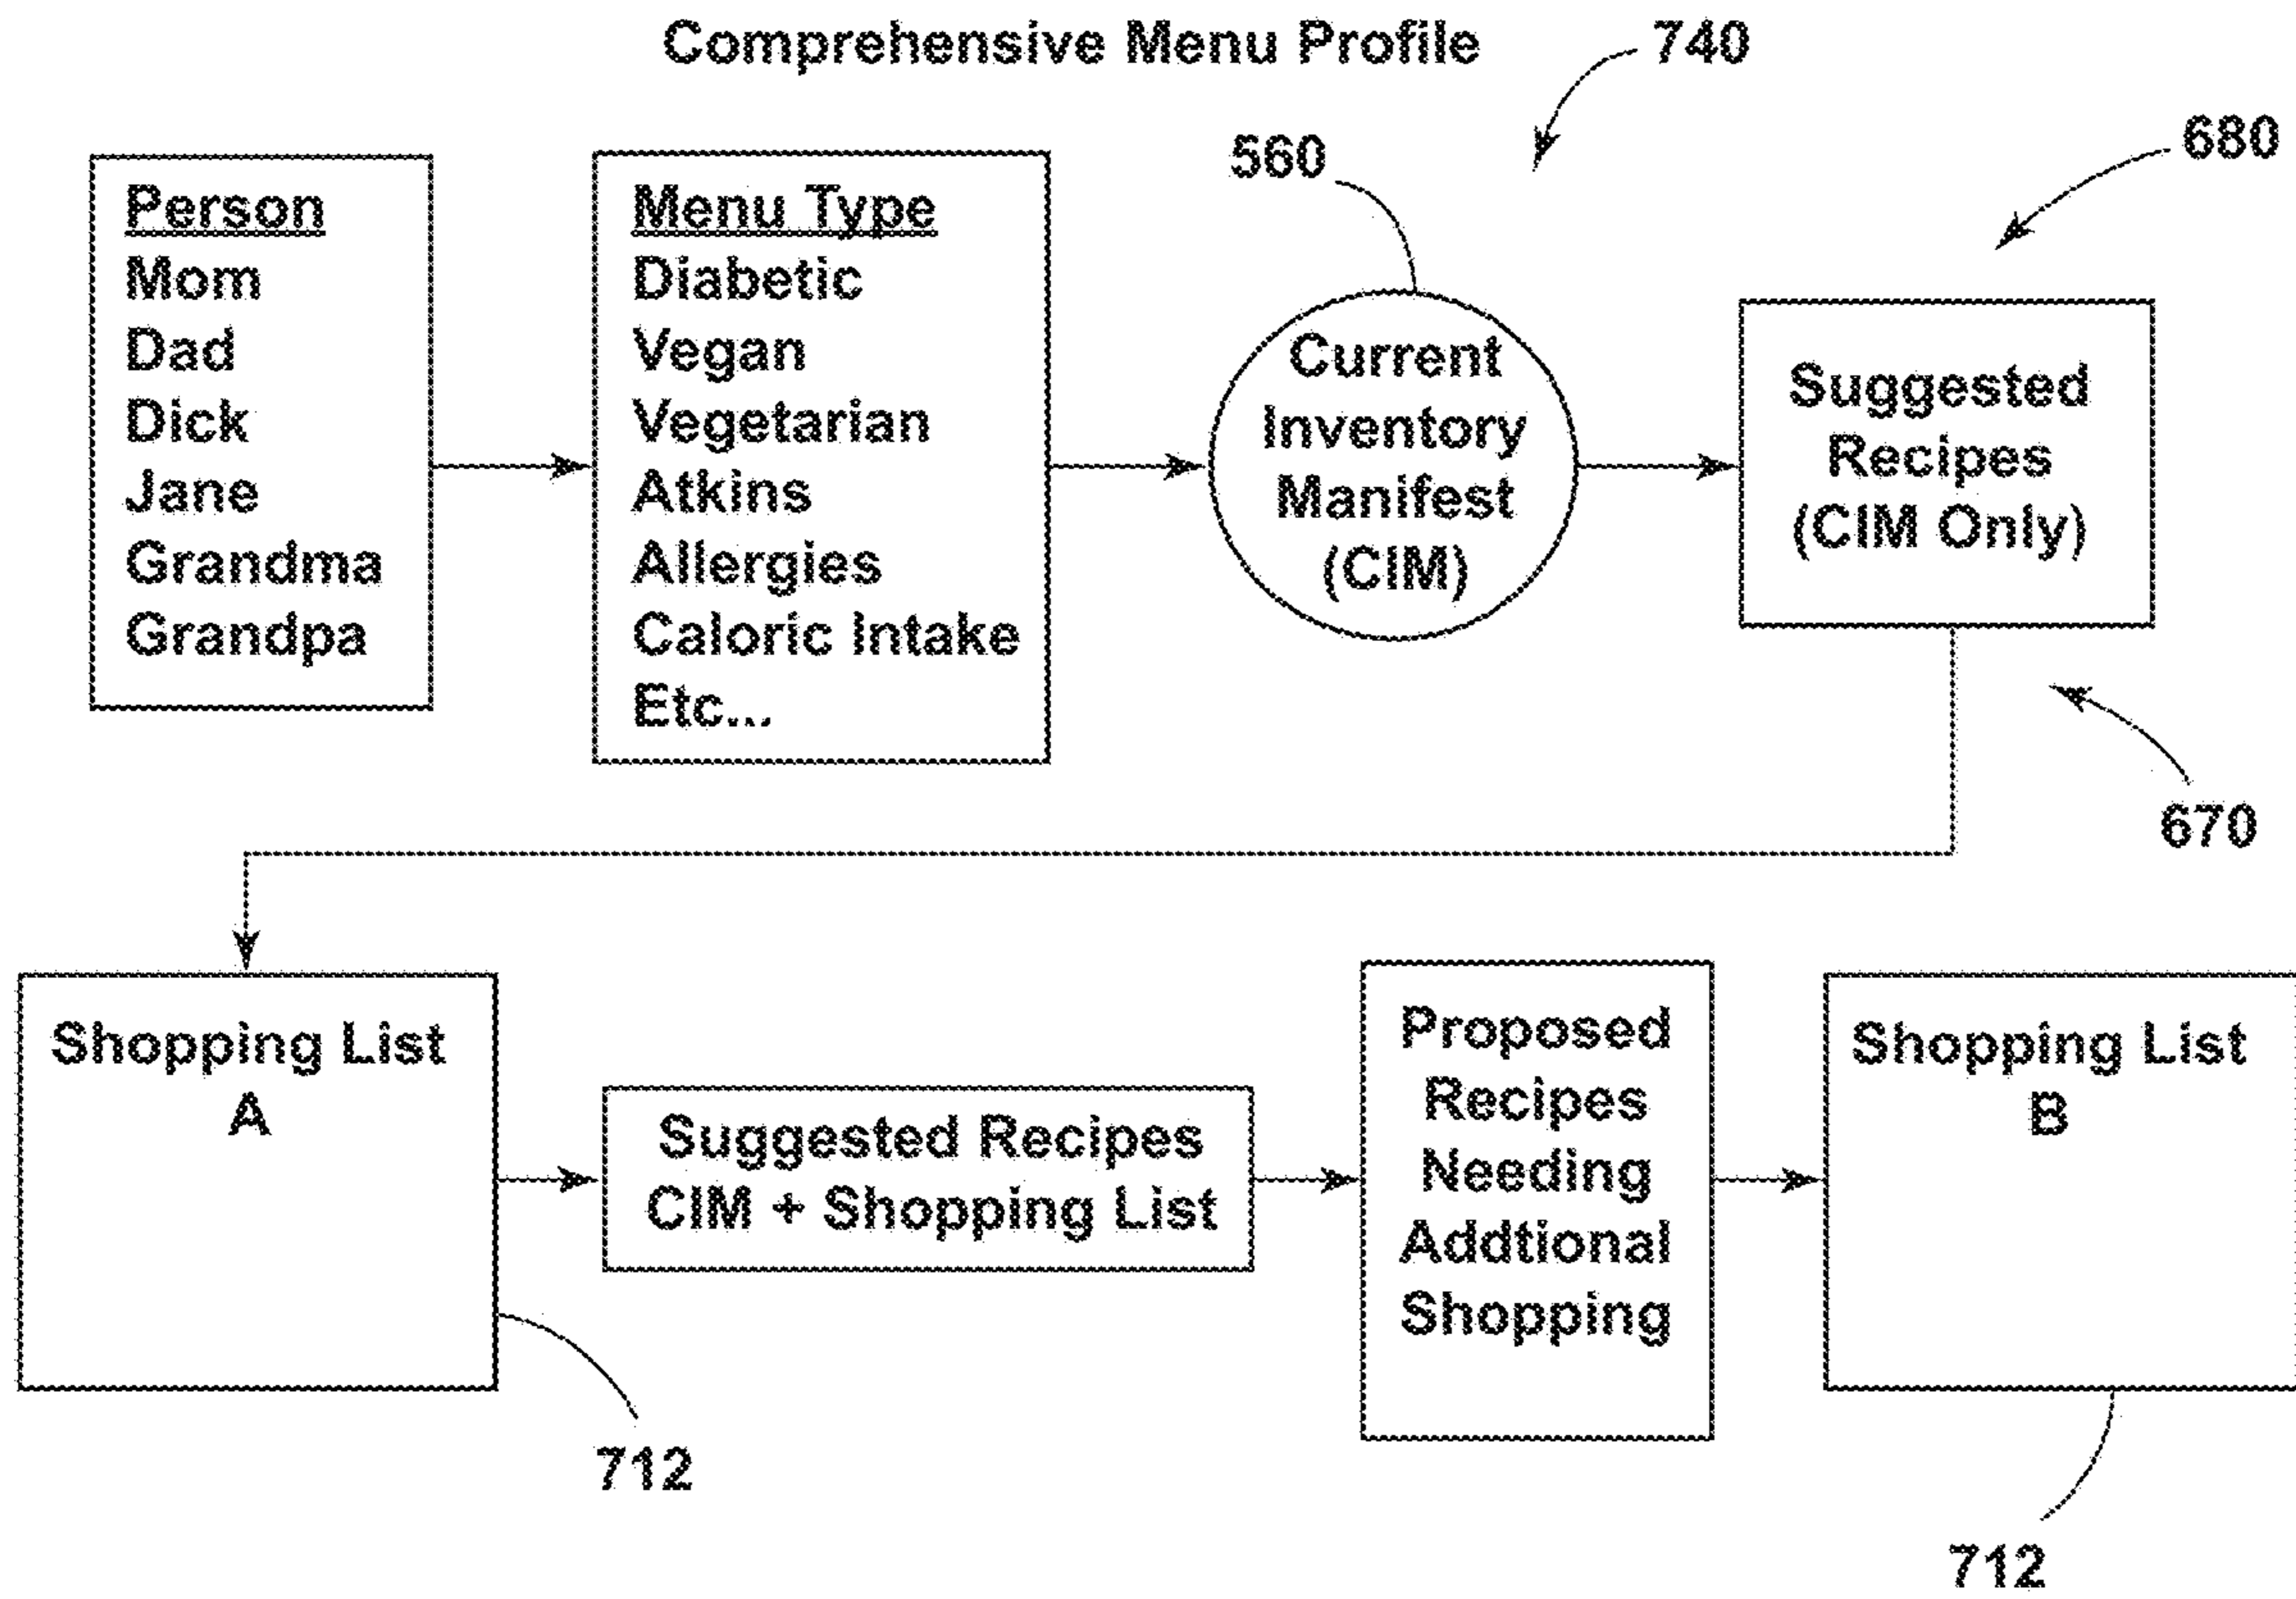 Comprehensive Menu Profile
740
560
680
Person
Mom
Dad
Dick
Jane
Grandma
Grandpa
Menu Type
Diabetic
Vegan
Vegetarian
Atkins
Allergies
Caloric Intake
Etc...
Current
Inventory
Manifest
(CIM)
Suggested
Recipes
(CIM Only)
670
Shopping List
A
712
Suggested Recipes
CIM + Shopping List
Proposed
Recipes
Needing
Addtional
Shopping
Shopping List
B
712